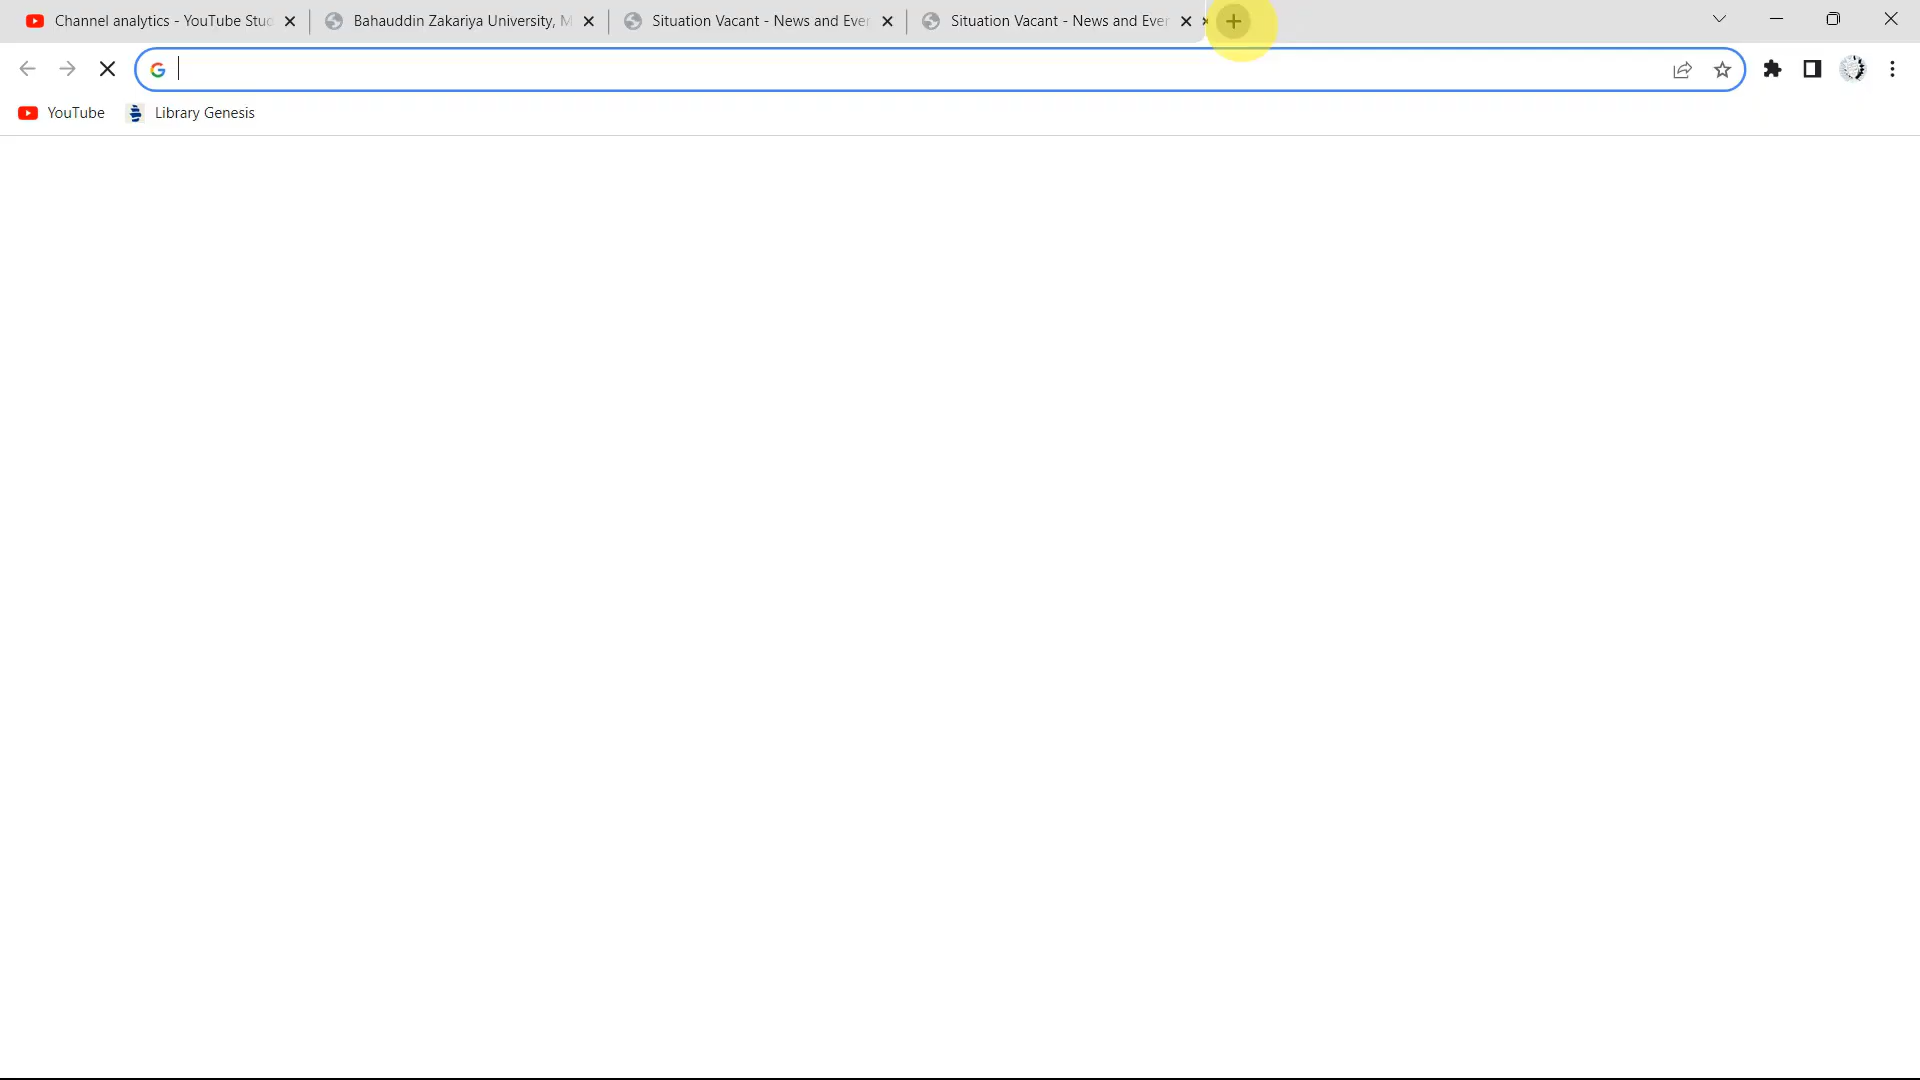 Channel analytics - YouTube Stu
Bahauddin Zakariya University, M
Situation Vacant - News and Ever
Situation Vacant - News and Ever
YouTube
Library Genesis